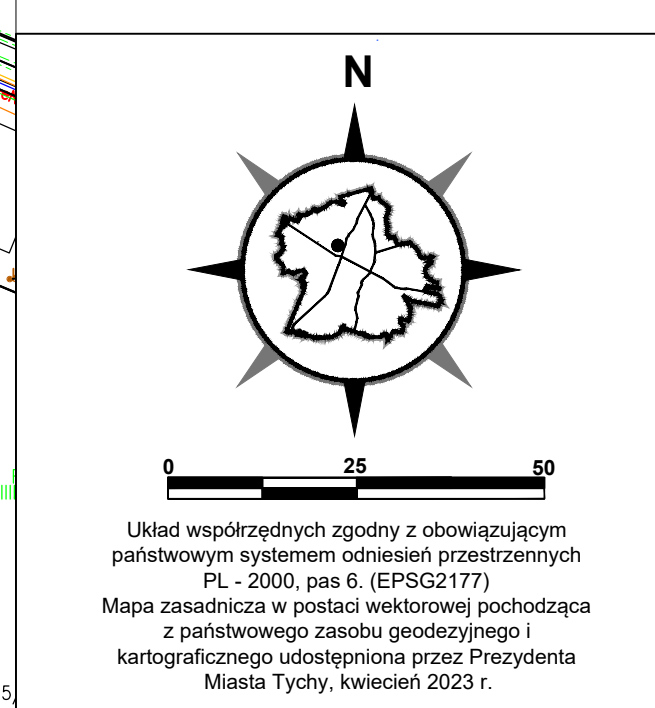 N
0 25 50
Układ współrzędnych zgodny z obowiązującym
państwowym systemem odniesień przestrzennych
PL - 2000, pas 6. (EPSG2177)
Mapa zasadnicza w postaci wektorowej pochodząca
z państwowego zasobu geodezyjnego i
kartograficznego udostępniona przez Prezydenta
Miasta Tychy, kwiecień 2023 r.
5,